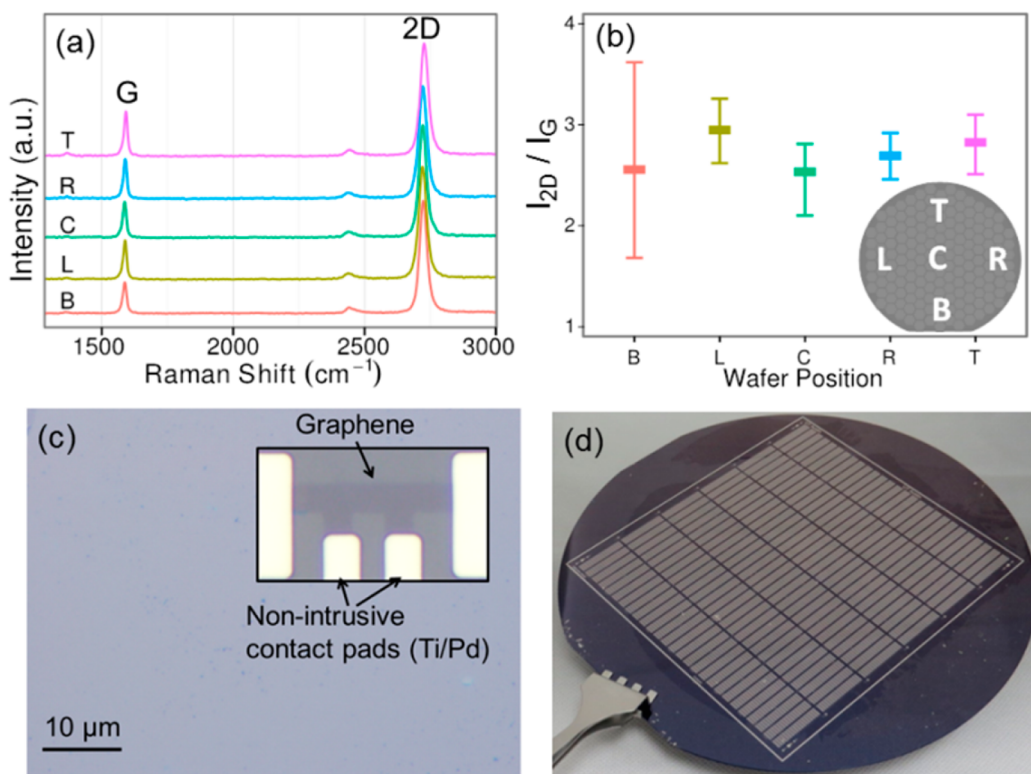 (a)
2D
G
T
R
C
L
B
Intensity (a.u.)
1500
2000
2500
3000
Raman Shift (cm⁻¹)
(b)
4
3
2
1
I2D / IG
T
L
C
R
B
B
L
C
R
T
Wafer Position
(c)
Graphene
Non-intrusive
contact pads (Ti/Pd)
10 µm
(d)